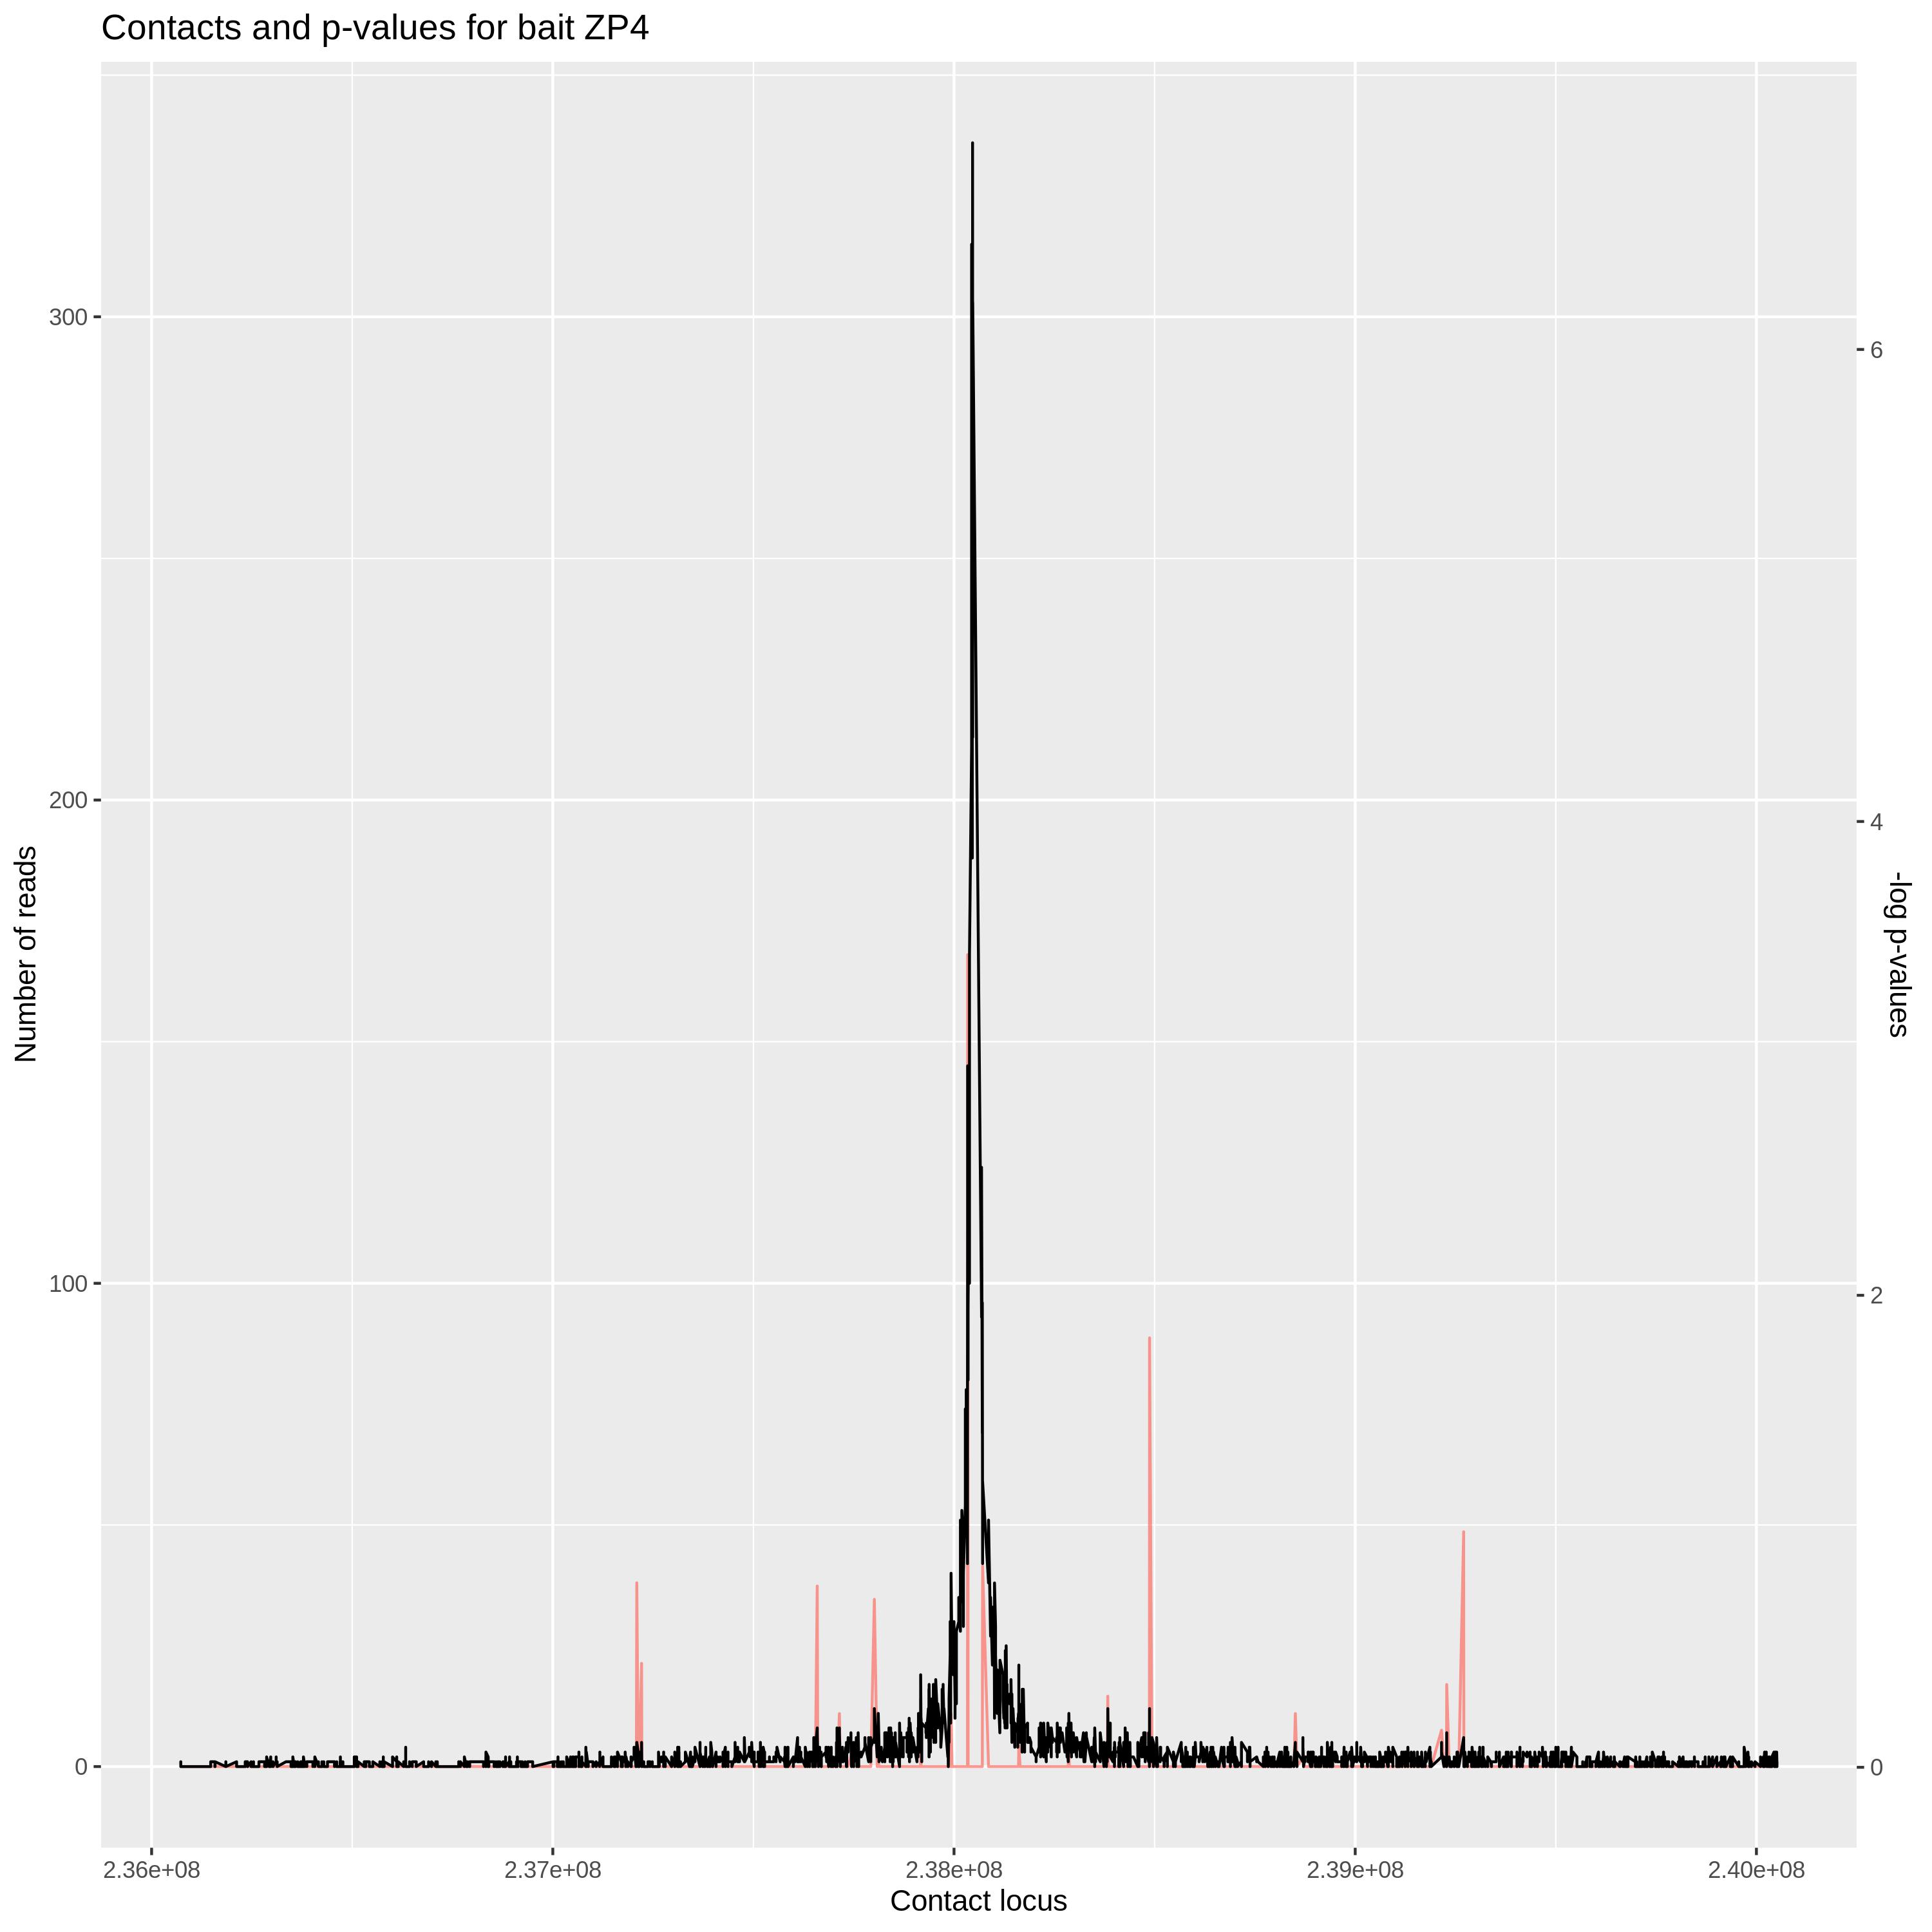 Contacts and p-values for bait ZP4
300
200
100
0
Number of reads
6
4
2
0
-log p-values
2.36e+08
2.37e+08
2.38e+08
2.39e+08
2.40e+08
Contact locus